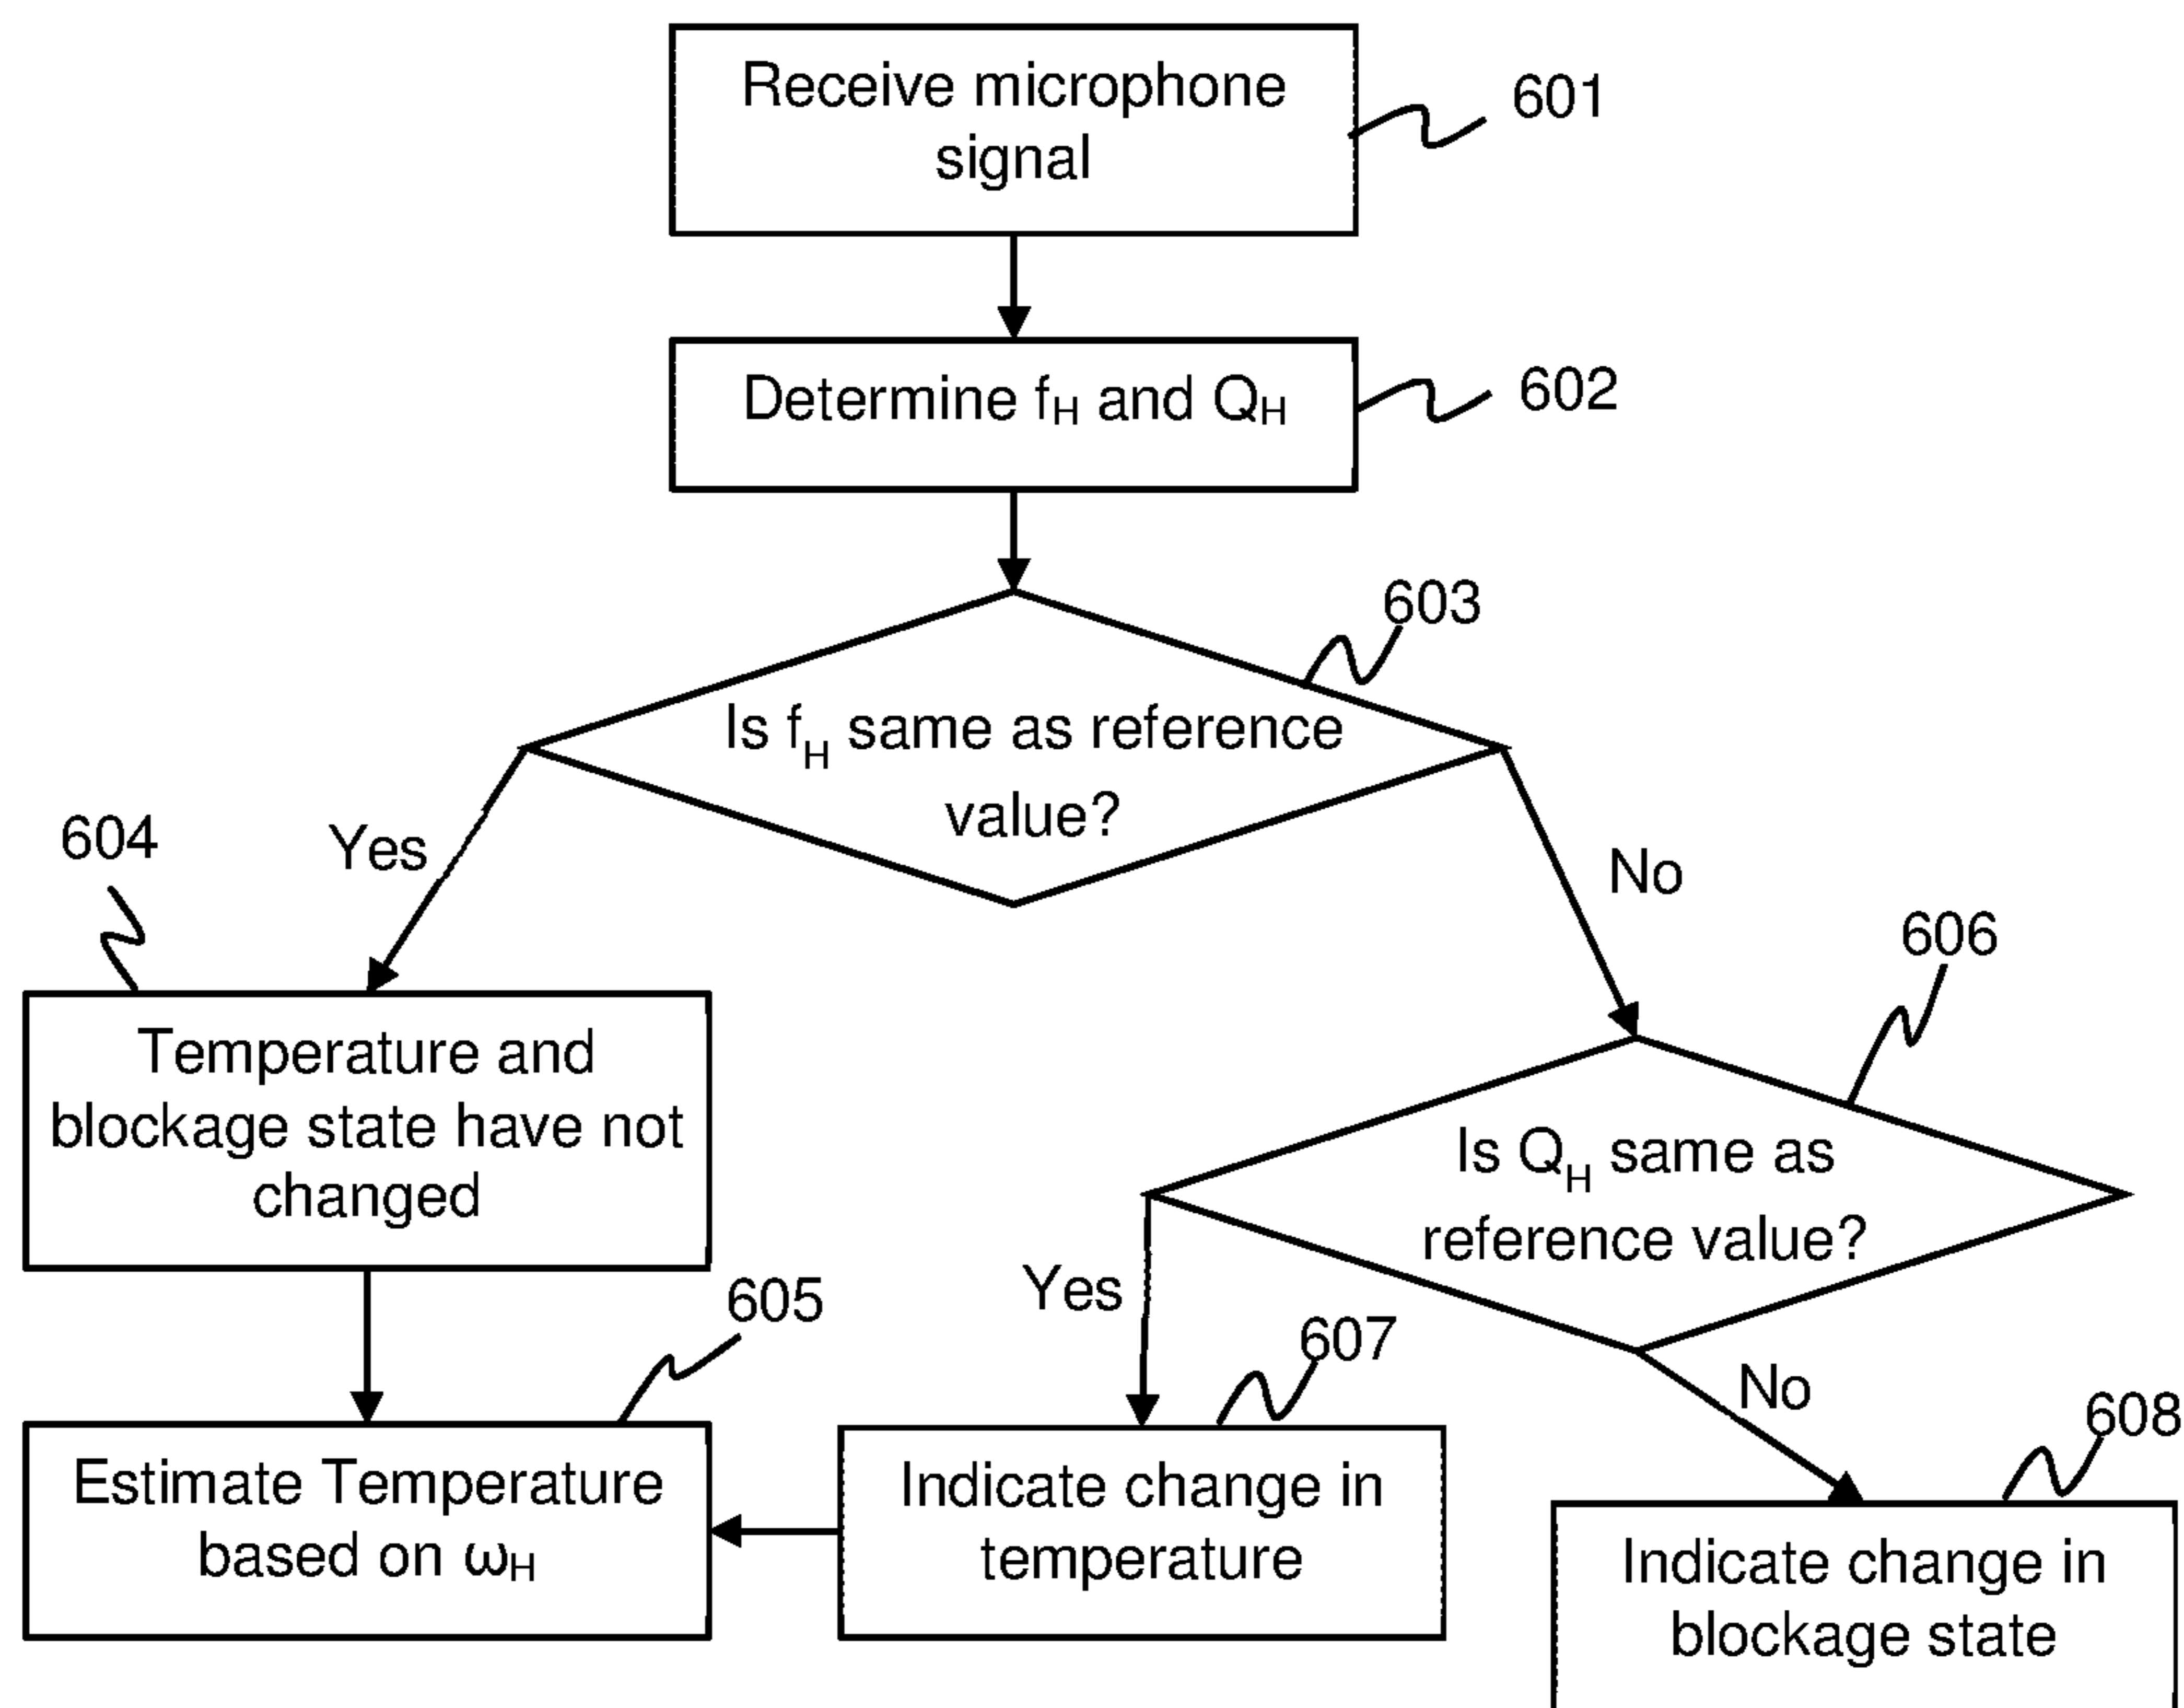 Receive microphone
signal
601
Determine fH and QH
602
603
Is fH same as reference
value?
Yes
No
604
Temperature and
blockage state have not
changed
606
Is QH same as
reference value?
605
Estimate Temperature
based on ωH
Yes
607
Indicate change in
temperature
No
608
Indicate change in
blockage state